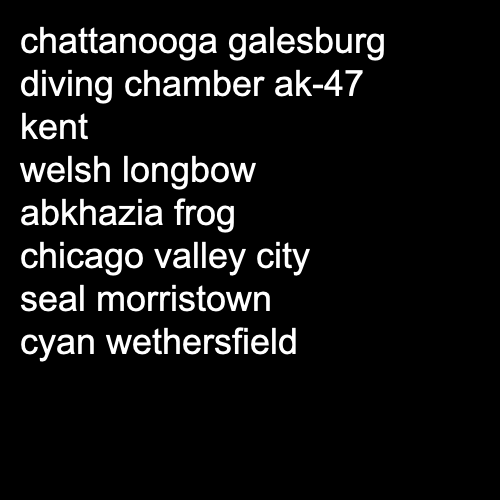 chattanooga galesburg
diving chamber ak-47
kent
welsh longbow
abkhazia frog
chicago valley city
seal morristown
cyan wethersfield